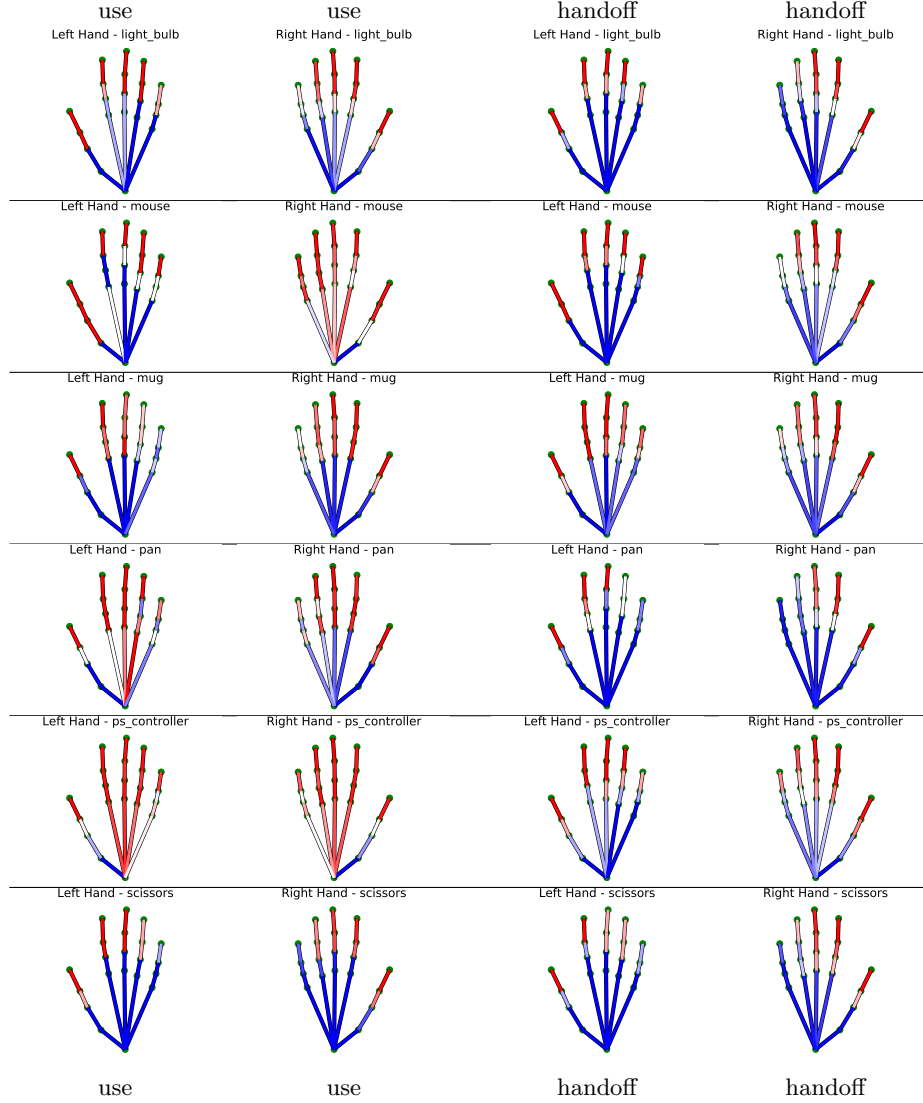 use use handoff handoff
Left Hand - light_bulb Right Hand - light_bulb Left Hand - light_bulb Right Hand - light_bulb
Left Hand - mouse Right Hand - mouse Left Hand - mouse Right Hand - mouse
Left Hand - mug Right Hand - mug Left Hand - mug Right Hand - mug
Left Hand - pan Right Hand - pan Left Hand - pan Right Hand - pan
Left Hand - ps_controller Right Hand - ps_controller Left Hand - ps_controller Right Hand - ps_controller
Left Hand - scissors Right Hand - scissors Left Hand - scissors Right Hand - scissors
use use handoff handoff